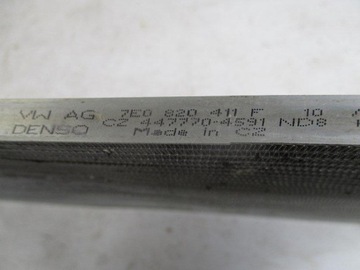 VW AG 7E0 820 411 F 10
DENSO CZ 447770-4591 ND8
Made in CZ